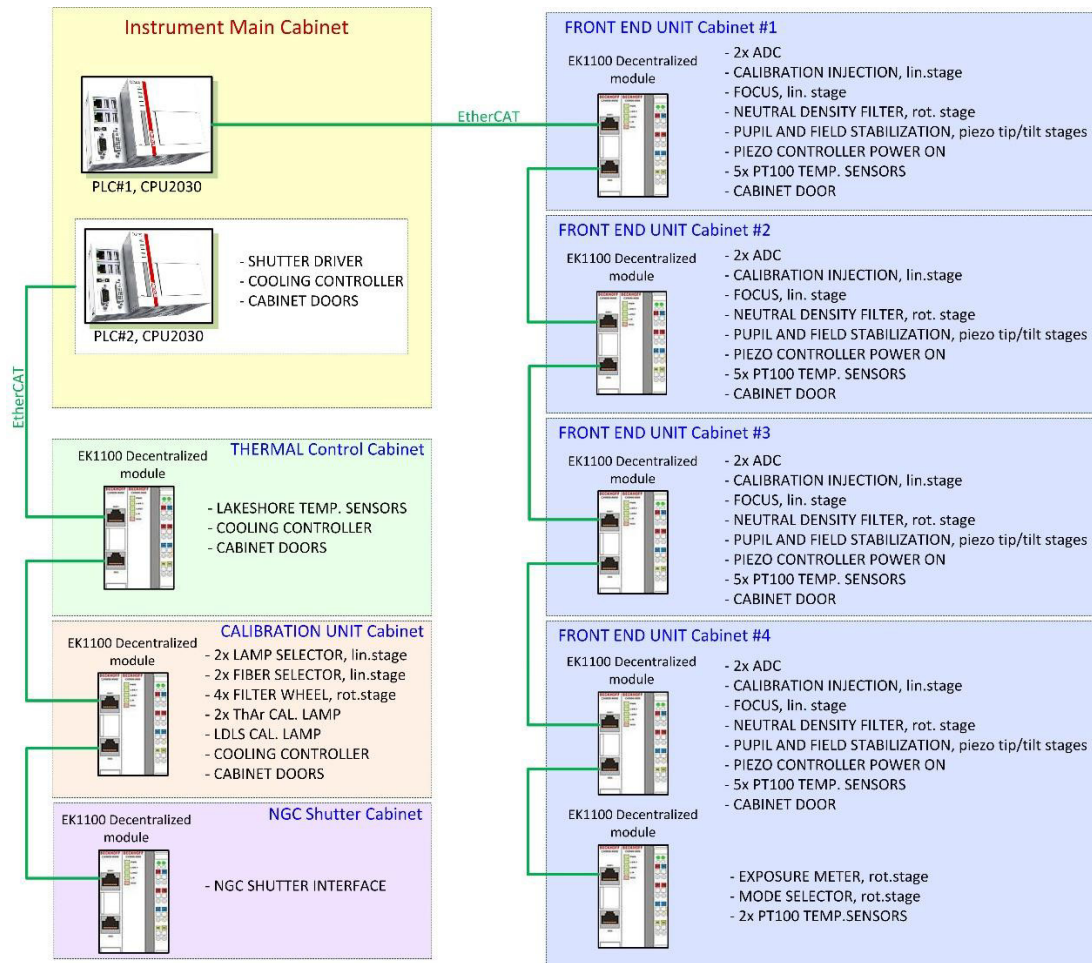 Instrument Main Cabinet
PLC#1, CPU2030
EtherCAT
- SHUTTER DRIVER
- COOLING CONTROLLER
- CABINET DOORS
PLC#2, CPU2030
EtherCAT
THERMAL Control Cabinet
EK1100 Decentralized
module
- LAKESHORE TEMP. SENSORS
- COOLING CONTROLLER
- CABINET DOORS
CALIBRATION UNIT Cabinet
EK1100 Decentralized
module
- 2x LAMP SELECTOR, lin.stage
- 2x FIBER SELECTOR, lin.stage
- 4x FILTER WHEEL, rot.stage
- 2x ThAr CAL. LAMP
- LDLS CAL. LAMP
- COOLING CONTROLLER
- CABINET DOORS
NGC Shutter Cabinet
EK1100 Decentralized
module
- NGC SHUTTER INTERFACE
FRONT END UNIT Cabinet #1
EK1100 Decentralized
module
- 2x ADC
- CALIBRATION INJECTION, lin.stage
- FOCUS, lin. stage
- NEUTRAL DENSITY FILTER, rot. stage
- PUPIL AND FIELD STABILIZATION, piezo tip/tilt stages
- PIEZO CONTROLLER POWER ON
- 5x PT100 TEMP. SENSORS
- CABINET DOOR
FRONT END UNIT Cabinet #2
EK1100 Decentralized
module
- 2x ADC
- CALIBRATION INJECTION, lin.stage
- FOCUS, lin. stage
- NEUTRAL DENSITY FILTER, rot. stage
- PUPIL AND FIELD STABILIZATION, piezo tip/tilt stages
- PIEZO CONTROLLER POWER ON
- 5x PT100 TEMP. SENSORS
- CABINET DOOR
FRONT END UNIT Cabinet #3
EK1100 Decentralized
module
- 2x ADC
- CALIBRATION INJECTION, lin.stage
- FOCUS, lin. stage
- NEUTRAL DENSITY FILTER, rot. stage
- PUPIL AND FIELD STABILIZATION, piezo tip/tilt stages
- PIEZO CONTROLLER POWER ON
- 5x PT100 TEMP. SENSORS
- CABINET DOOR
FRONT END UNIT Cabinet #4
EK1100 Decentralized
module
- 2x ADC
- CALIBRATION INJECTION, lin.stage
- FOCUS, lin. stage
- NEUTRAL DENSITY FILTER, rot. stage
- PUPIL AND FIELD STABILIZATION, piezo tip/tilt stages
- PIEZO CONTROLLER POWER ON
- 5x PT100 TEMP. SENSORS
- CABINET DOOR
EK1100 Decentralized
module
- EXPOSURE METER, rot.stage
- MODE SELECTOR, rot.stage
- 2x PT100 TEMP.SENSORS